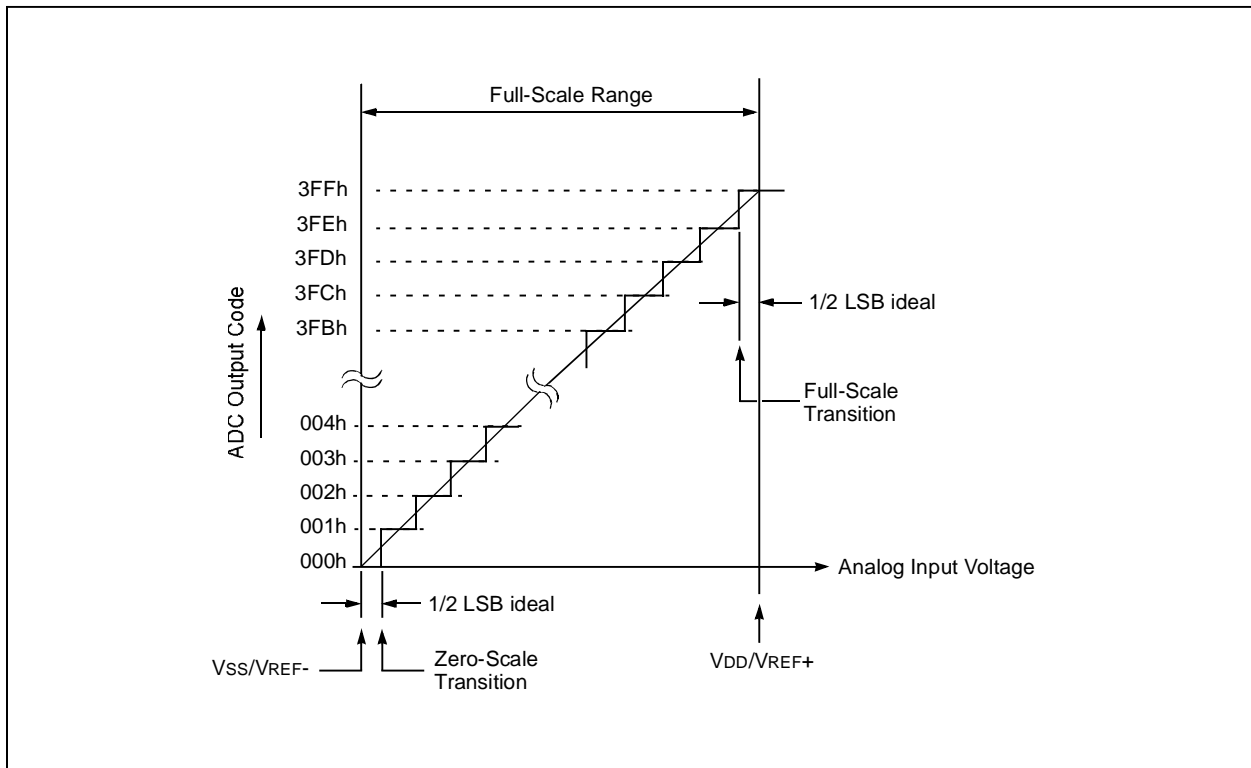 Full-Scale Range
3FFh
3FEh
3FDh
3FCh
3FBh
1/2 LSB ideal
ADC Output Code
Full-Scale
Transition
004h
003h
002h
001h
000h
Analog Input Voltage
1/2 LSB ideal
VSS/VREF-
Zero-Scale
Transition
VDD/VREF+